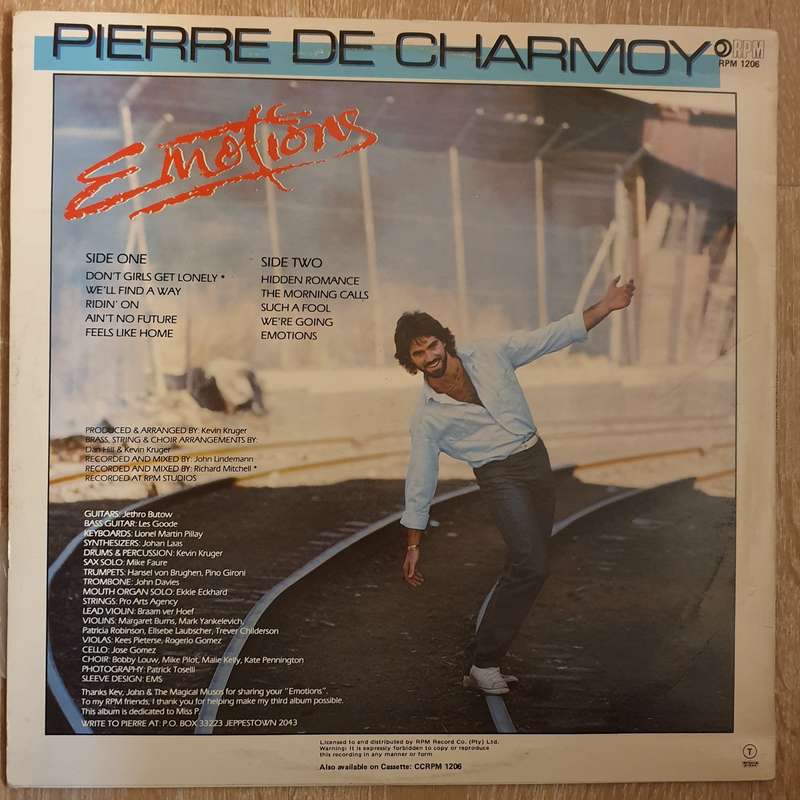 PIERRE DE CHARMOY
RPM
RPM 1206
Emotions
SIDE ONE
DON'T GIRLS GET LONELY *
WE'LL FIND A WAY
RIDIN' ON
AIN'T NO FUTURE
FEELS LIKE HOME
SIDE TWO
HIDDEN ROMANCE
THE MORNING CALLS
SUCH A FOOL
WE'RE GOING
EMOTIONS
PRODUCED & ARRANGED BY: Kevin Kruger
BRASS, STRING & CHOIR ARRANGEMENTS BY:
Dan Hill & Kevin Kruger
RECORDED AND MIXED BY: John Lindemann
RECORDED AND MIXED BY: Richard Mitchell *
RECORDED AT RPM STUDIOS
GUITARS: Jethro Butow
BASS GUITAR: Les Goode
KEYBOARDS: Lionel Martin Pillay
SYNTHESIZERS: Johan Laas
DRUMS & PERCUSSION: Kevin Kruger
SAX SOLO: Mike Faure
TRUMPETS: Hansel von Brughen, Pino Gironi
TROMBONE: John Davies
MOUTH ORGAN SOLO: Ekkie Eckhard
STRINGS: Pro Arts Agency
LEAD VIOLIN: Braam ver Hoef
VIOLINS: Margaret Burns, Mark Yankelevich,
Patricia Robinson, Ellsebe Laubscher, Trever Childerson
VIOLAS: Kees Pieterse, Rogerio Gomez
CELLO: Jose Gomez
CHOIR: Bobby Louw, Mike Pilot, Malie Kelly, Kate Pennington
PHOTOGRAPHY: Patrick Toselli
SLEEVE DESIGN: EMS
Thanks Kev, John & The Magical Musos for sharing your "Emotions".
To my RPM friends, I thank you for helping make my third album possible.
This album is dedicated to Miss P.
WRITE TO PIERRE AT: P.O. BOX 33223 JEPPESTOWN 2043
Licensed to and distributed by RPM Record Co. (Pty) Ltd.
Warning: It is expressly forbidden to copy or reproduce
this recording in any manner or form
Also available on Cassette: CCRPM 1206
T